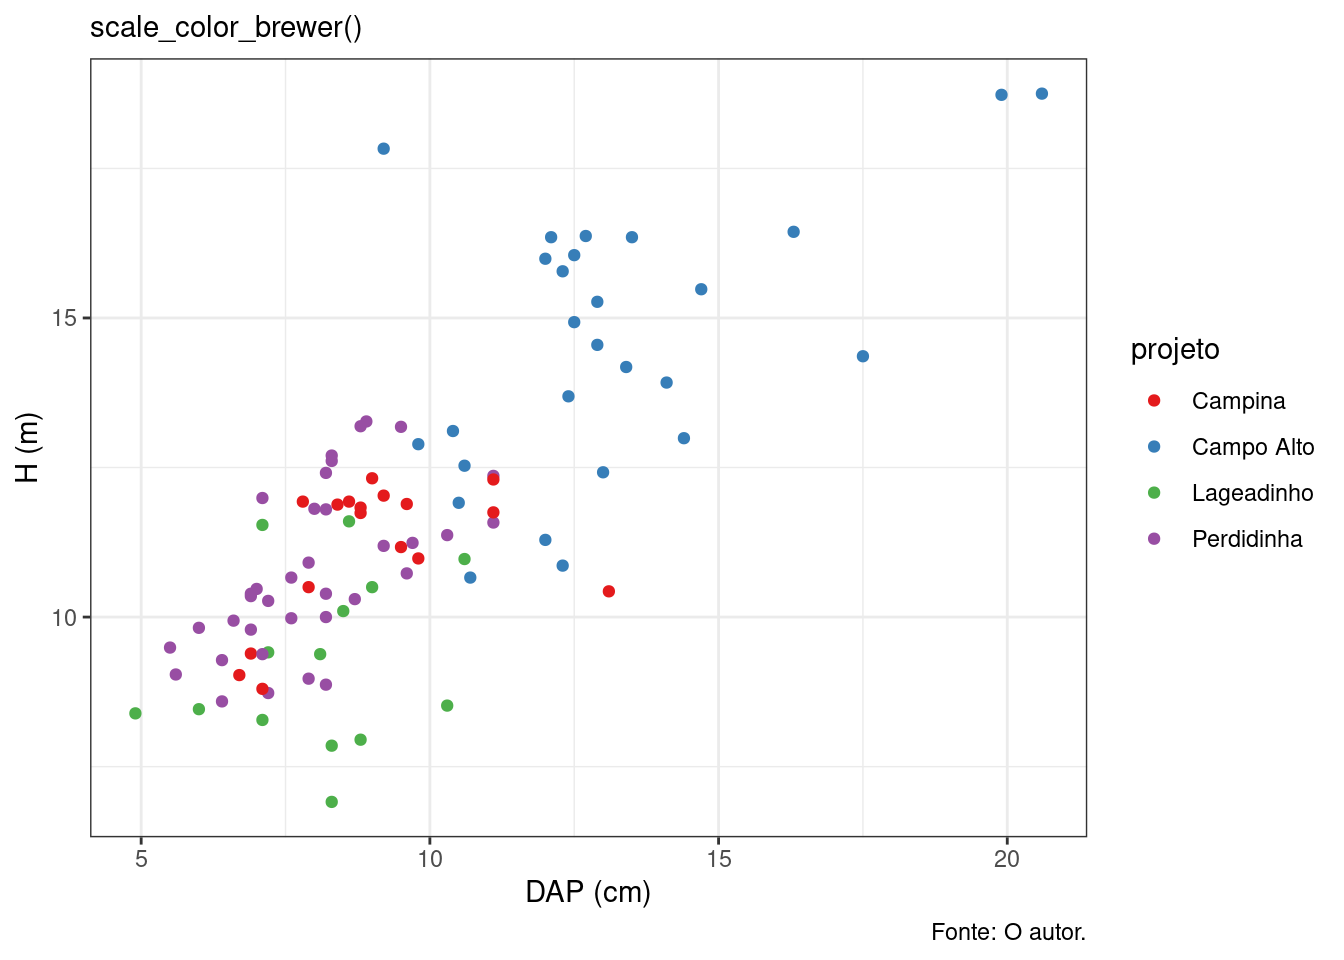 scale_color_brewer()
H (m)
15
10
5
10
15
20
DAP (cm)
projeto
Campina
Campo Alto
Lageadinho
Perdidinha
Fonte: O autor.